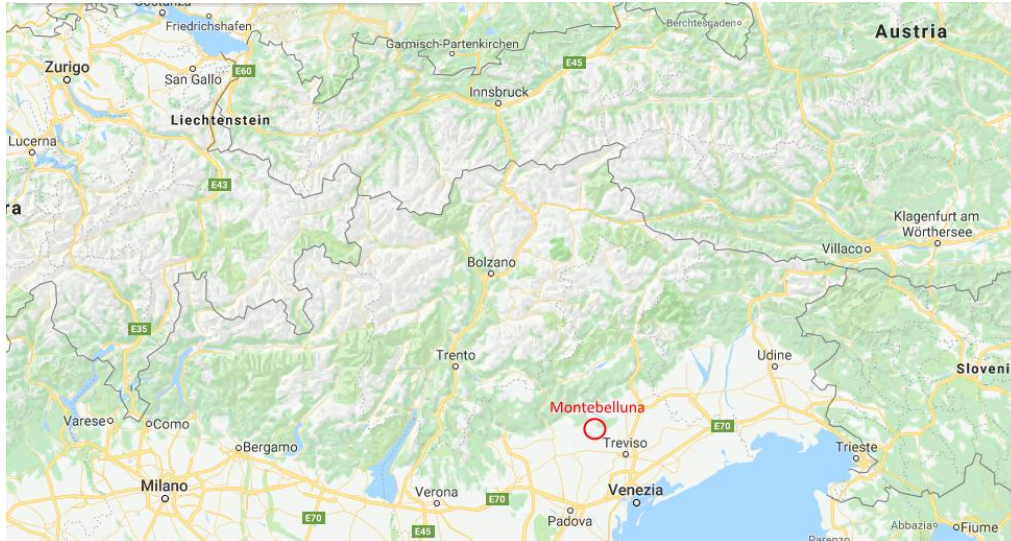 Costanza
Friedrichshafen
Berchtesgaden
Austria
Garmisch-Partenkirchen
Zurigo
E60
E45
San Gallo
Innsbruck
Liechtenstein
Lucerna
E43
ra
Klagenfurt am
Wörthersee
Villaco
Bolzano
E35
Trento
Udine
Sloveni
Montebelluna
Varese
Como
E70
Bergamo
Treviso
Trieste
Milano
Verona
E70
Venezia
E70
Padova
E45
Abbazia
Fiume
Parenzo